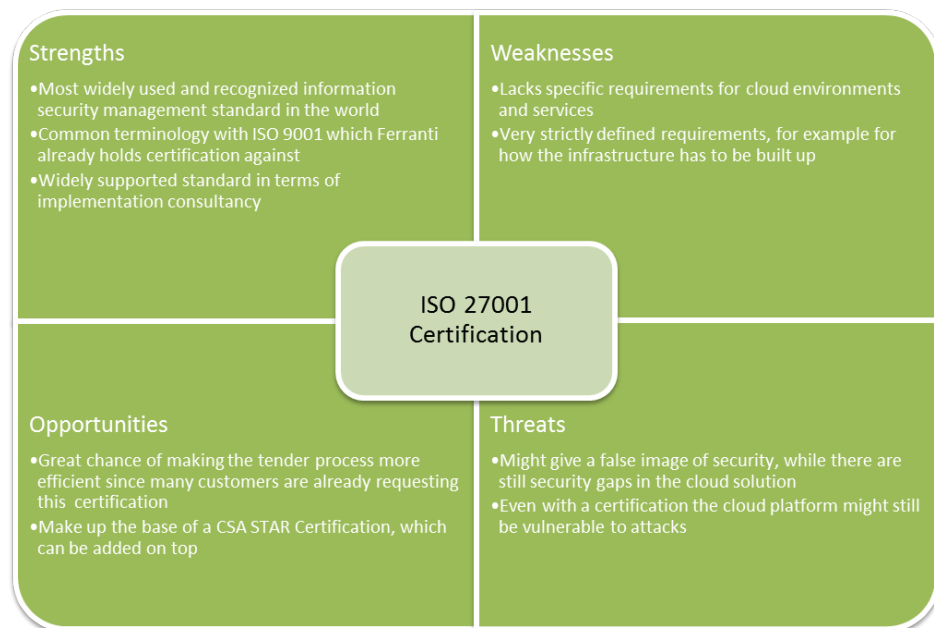 Strengths
•Most widely used and recognized information
security management standard in the world
•Common terminology with ISO 9001 which Ferranti
already holds certification against
•Widely supported standard in terms of
implementation consultancy
Weaknesses
•Lacks specific requirements for cloud environments
and services
•Very strictly defined requirements, for example for
how the infrastructure has to be built up
ISO 27001
Certification
Opportunities
•Great chance of making the tender process more
efficient since many customers are already requesting
this certification
•Make up the base of a CSA STAR Certification, which
can be added on top
Threats
•Might give a false image of security, while there are
still security gaps in the cloud solution
•Even with a certification the cloud platform might still
be vulnerable to attacks